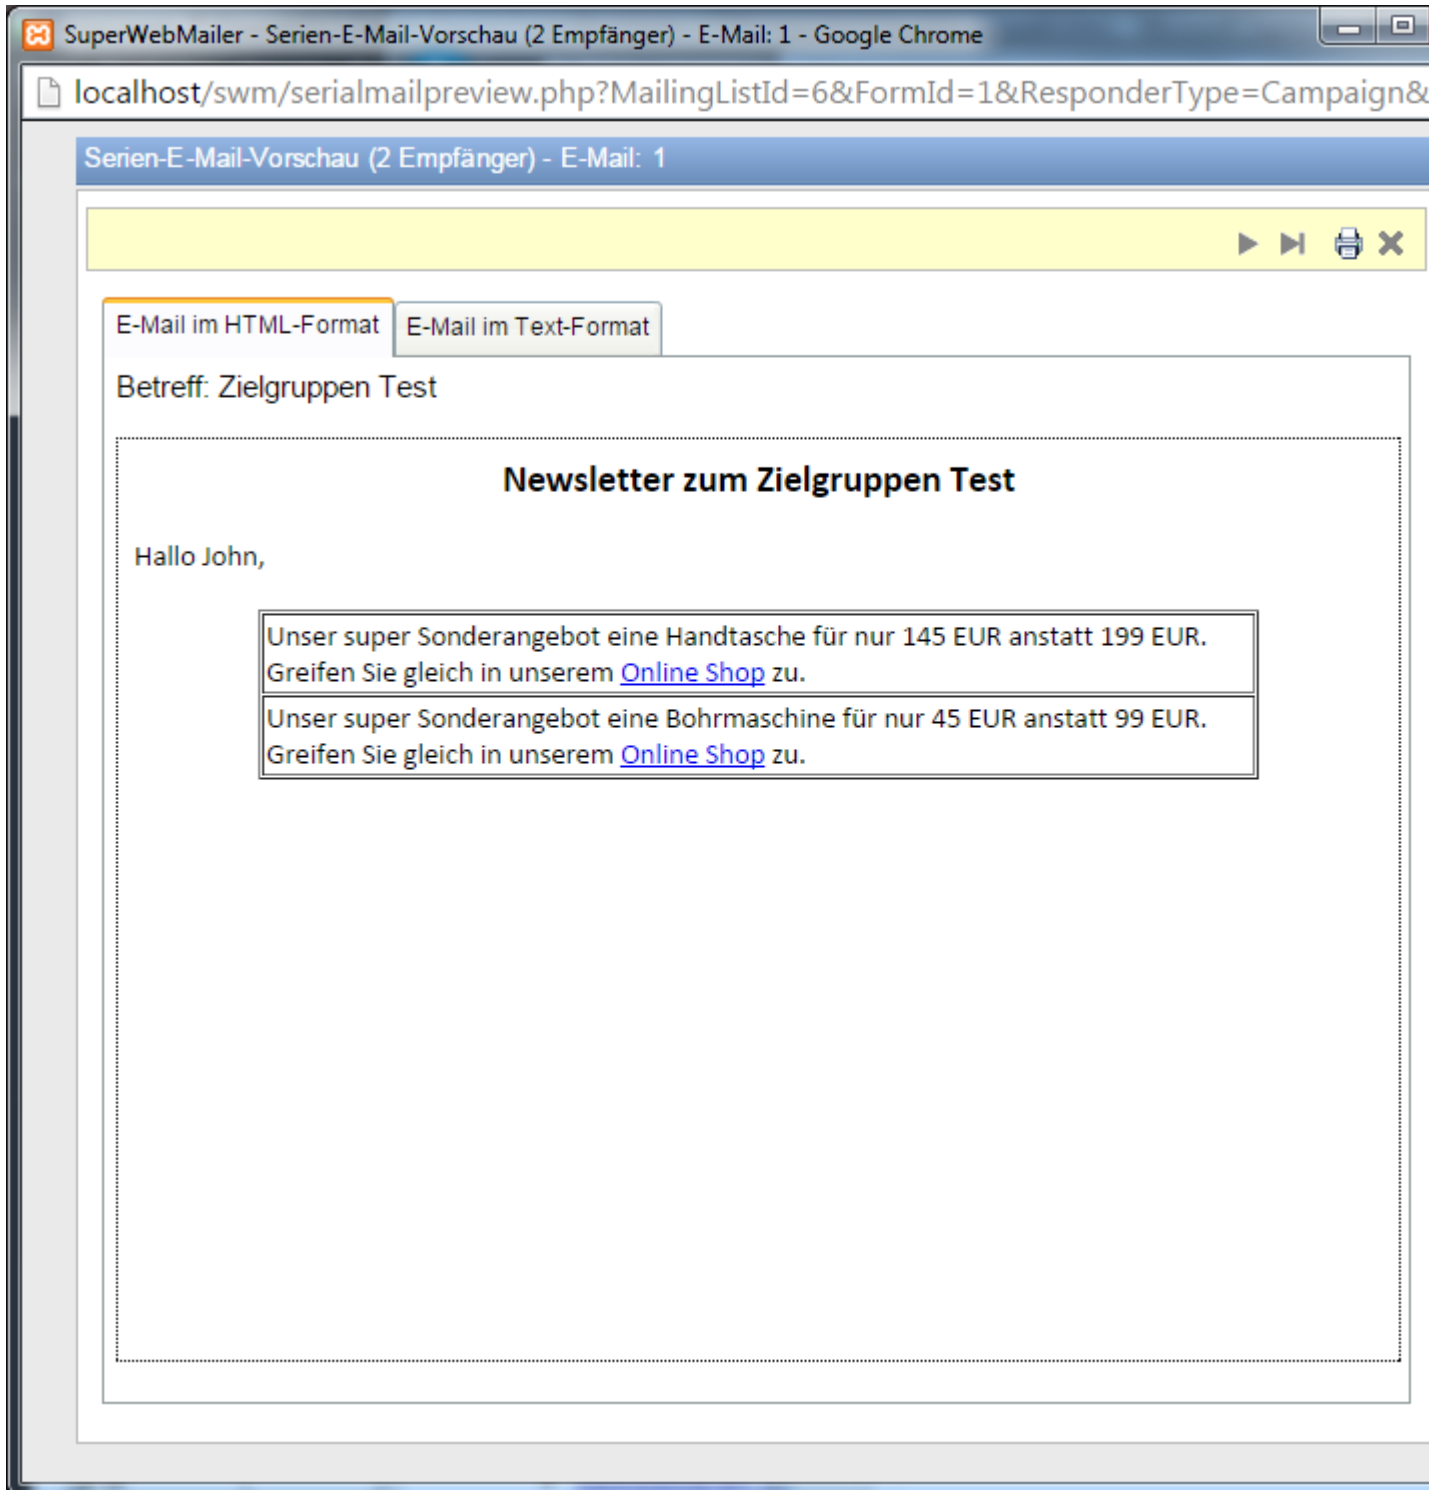 SuperWebMailer - Serien-E-Mail-Vorschau (2 Empfänger) - E-Mail: 1 - Google Chrome
localhost/swm/serialmailpreview.php?MailingListId=6&FormId=1&ResponderType=Campaign&
Serien-E-Mail-Vorschau (2 Empfänger) - E-Mail: 1
E-Mail im HTML-Format E-Mail im Text-Format
Betreff: Zielgruppen Test
Newsletter zum Zielgruppen Test
Hallo John,
Unser super Sonderangebot eine Handtasche für nur 145 EUR anstatt 199 EUR.
Greifen Sie gleich in unserem Online Shop zu.
Unser super Sonderangebot eine Bohrmaschine für nur 45 EUR anstatt 99 EUR.
Greifen Sie gleich in unserem Online Shop zu.